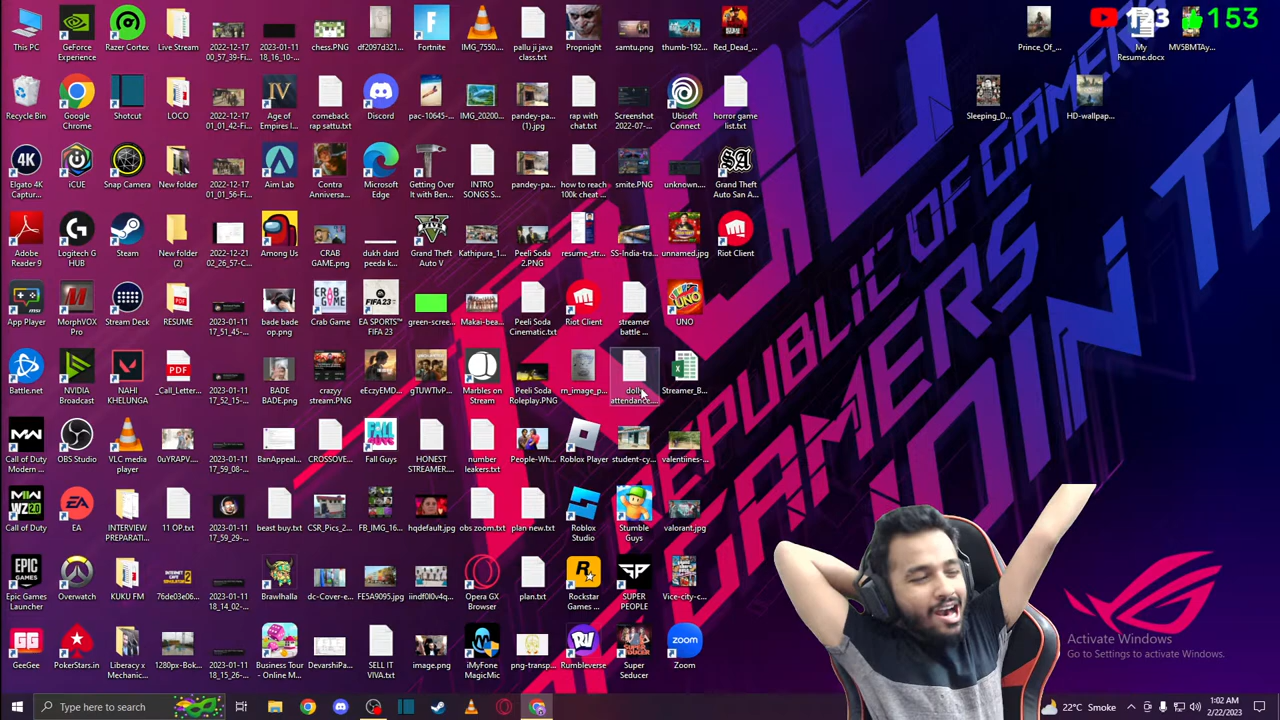 This PC
GeForce
Experience
Razer Cortex
Live Stream
2022-12-17
00_57_39-Fi...
2023-01-11
18_16_10-...
chess.PNG
df2097d321...
Fortnite
IMG_7550....
pallu ji java
class.txt
Propnight
samtu.png
thumb-192...
Red_Dead_...
Prince_Of_...
123
153
My
Resume.docx
MV5BMTAy...
Recycle Bin
Google
Chrome
Shotcut
LOCO
2022-12-17
01_01_42-Fi...
Age of
Empires I...
comeback
rap sattu.txt
Discord
pac-10645-...
IMG_20200...
pandey-pa...
(1).jpg
rap with
chat.txt
Screenshot
2022-07-...
Ubisoft
Connect
horror game
list.txt
Sleeping_D...
HD-wallpap...
Elgato 4K
Captur...
iCUE
Snap Camera
New folder
2022-12-17
01_01_56-Fi...
Aim Lab
Contra
Anniversa...
Microsoft
Edge
Getting Over
It with Ben...
INTRO
SONGS S...
pandey-pa...
how to reach
100k cheat ...
smite.PNG
unknown....
Grand Theft
Auto San A...
Adobe
Reader 9
Logitech G
HUB
Steam
New folder
(2)
2022-12-21
02_26_57-C...
Among Us
CRAB
GAME.png
dukh dard
peeda k...
Grand Theft
Auto V
Kathipura_1...
Peeli Soda
2.PNG
resume_str...
SS-India-tra...
unnamed.jpg
Riot Client
App Player
MorphVOX
Pro
Stream Deck
RESUME
2023-01-11
17_51_45-...
bade bade
op.png
Crab Game
EA SPORTS™
FIFA 23
green-scree...
Makai-bea...
Peeli Soda
Cinematic.txt
Riot Client
streamer
battle ...
UNO
Battle.net
NVIDIA
Broadcast
NAHI
KHELUNGA
_Call_Letter...
2023-01-11
17_52_15-...
BADE
BADE.png
crazyy
stream.PNG
eEczyEMD...
gTUWTlvP...
Marbles on
Stream
Peeli Soda
Roleplay.PNG
rn_image_p...
dolly
attendance....
Streamer_B...
Call of Duty
Modern ...
OBS Studio
VLC media
player
0uYRAPV....
2023-01-11
17_59_08-...
BanAppeal...
CROSSOVE...
Fall Guys
HONEST
STREAMER...
number
leakers.txt
People-Wh...
Roblox Player
student-cy...
valentiines-...
Call of Duty
EA
INTERVIEW
PREPARATI...
11 OP.txt
2023-01-11
17_59_29-...
beast buy.txt
CSR_Pics_2...
FB_IMG_16...
hqdefault.jpg
obs zoom.txt
plan new.txt
Roblox
Studio
Stumble
Guys
valorant.jpg
Epic Games
Launcher
Overwatch
KUKU FM
76de03e06...
2023-01-11
18_14_02-...
Brawlhalla
dc-Cover-e...
FE5A9095.jpg
iindf0l0v4q...
Opera GX
Browser
plan.txt
Rockstar
Games ...
SUPER
PEOPLE
Vice-city-c...
GeeGee
PokerStars.in
Liberacy x
Mechanic...
1280px-Bok...
2023-01-11
18_15_26-...
Business Tour
- Online M...
DevarshiPa...
SELL IT
VIVA.txt
image.png
iMyFone
MagicMic
png-transp...
Rumbleverse
Super
Seducer
Zoom
REPUBLIC OF GAMERS
JOIN
GAMERS
Activate Windows
Go to Settings to activate Windows.
Type here to search
22°C Smoke
1:02 AM
2/22/2023